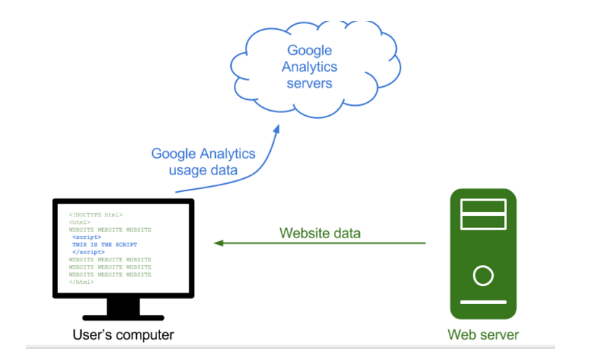 Google
Analytics
servers
Google Analytics
usage data
<!DOCTYPE html>
<html>
WEBSITE WEBSITE WEBSITE
<script>
THIS IS THE SCRIPT
</script>
WEBSITE WEBSITE WEBSITE
WEBSITE WEBSITE WEBSITE
WEBSITE WEBSITE WEBSITE
</html>
Website data
User's computer
Web server